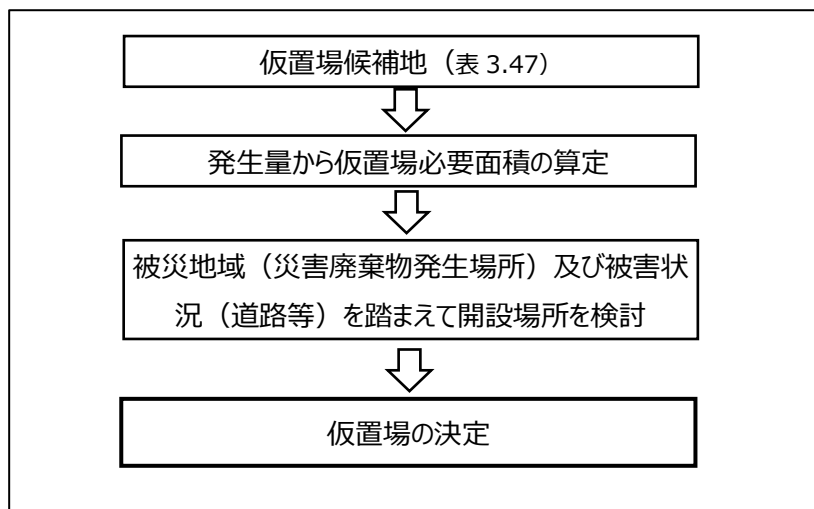 仮置場候補地（表 3.47）
発生量から仮置場必要面積の算定
被災地域（災害廃棄物発生場所）及び被害状
況（道路等）を踏まえて開設場所を検討
仮置場の決定